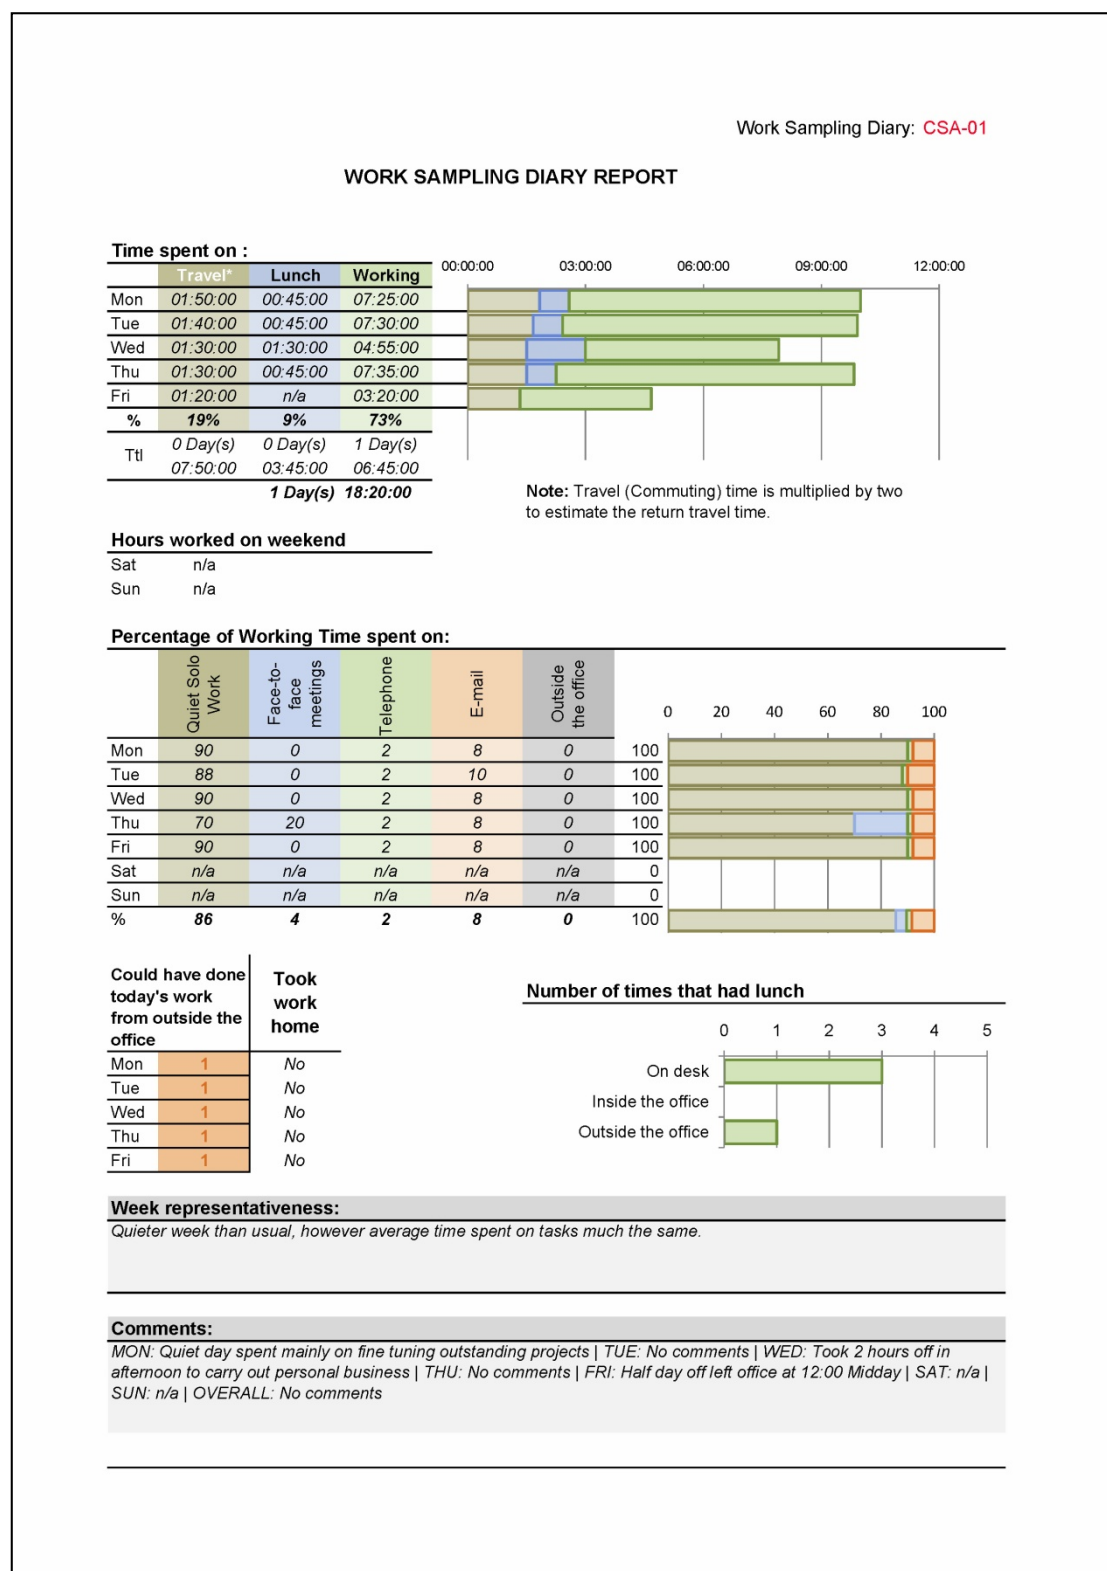 Work Sampling Diary: CSA-01
WORK SAMPLING DIARY REPORT
Time spent on :
Travel* Lunch Working
00:00:00 03:00:00 06:00:00 09:00:00 12:00:00
Mon 01:50:00 00:45:00 07:25:00
Tue 01:40:00 00:45:00 07:30:00
Wed 01:30:00 01:30:00 04:55:00
Thu 01:30:00 00:45:00 07:35:00
Fri 01:20:00 n/a 03:20:00
% 19% 9% 73%
Ttl 0 Day(s) 0 Day(s) 1 Day(s)
07:50:00 03:45:00 06:45:00
1 Day(s) 18:20:00
Note: Travel (Commuting) time is multiplied by two
to estimate the return travel time.
Hours worked on weekend
Sat n/a
Sun n/a
Percentage of Working Time spent on:
Quiet Solo
Work
Face-to-
face
meetings
Telephone
E-mail
Outside
the office
0 20 40 60 80 100
Mon 90 0 2 8 0 100
Tue 88 0 2 10 0 100
Wed 90 0 2 8 0 100
Thu 70 20 2 8 0 100
Fri 90 0 2 8 0 100
Sat n/a n/a n/a n/a n/a 0
Sun n/a n/a n/a n/a n/a 0
% 86 4 2 8 0 100
Could have done
today's work
from outside the
office
Took
work
home
Mon 1 No
Tue 1 No
Wed 1 No
Thu 1 No
Fri 1 No
Number of times that had lunch
0 1 2 3 4 5
On desk
Inside the office
Outside the office
Week representativeness:
Quieter week than usual, however average time spent on tasks much the same.
Comments:
MON: Quiet day spent mainly on fine tuning outstanding projects | TUE: No comments | WED: Took 2 hours off in
afternoon to carry out personal business | THU: No comments | FRI: Half day off left office at 12:00 Midday | SAT: n/a |
SUN: n/a | OVERALL: No comments